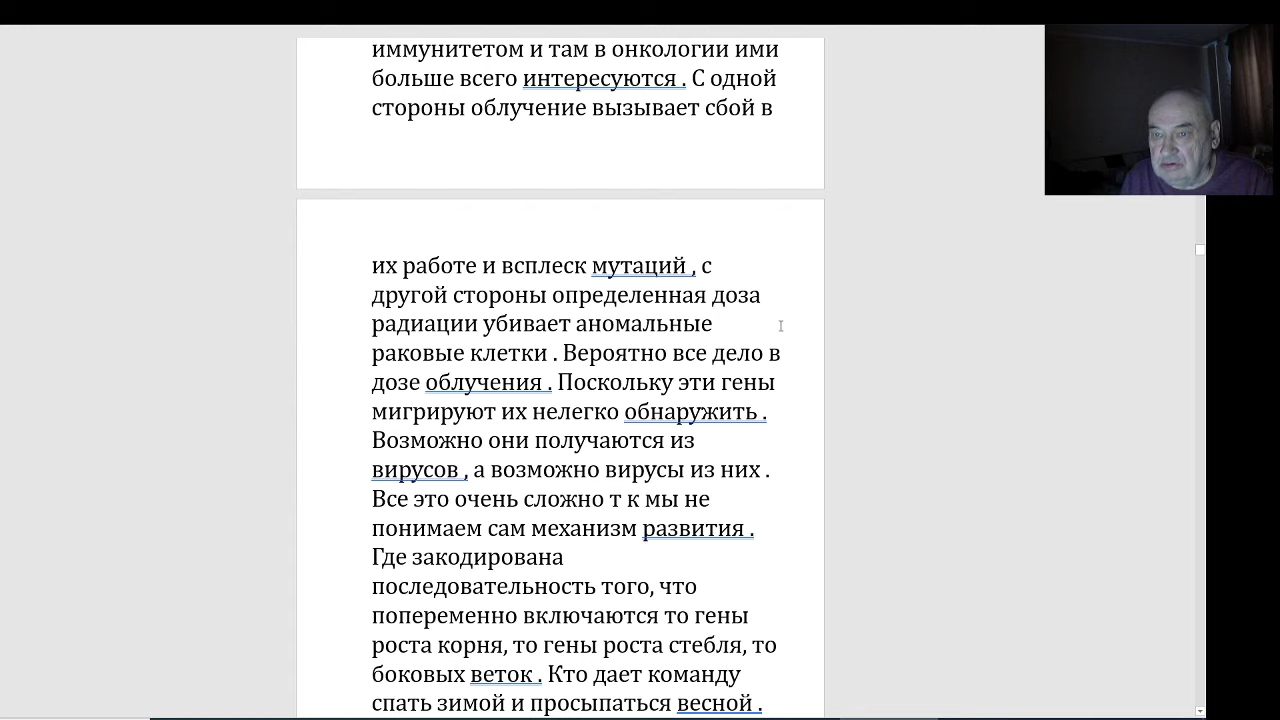 иммунитетом и там в онкологии ими
больше всего интересуются . С одной
стороны облучение вызывает сбой в
их работе и всплеск мутаций , с
другой стороны определенная доза
радиации убивает аномальные
раковые клетки . Вероятно все дело в
дозе облучения . Поскольку эти гены
мигрируют их нелегко обнаружить .
Возможно они получаются из
вирусов , а возможно вирусы из них .
Все это очень сложно т к мы не
понимаем сам механизм развития .
Где закодирована
последовательность того, что
попеременно включаются то гены
роста корня, то гены роста стебля, то
боковых веток . Кто дает команду
спать зимой и просыпаться весной .